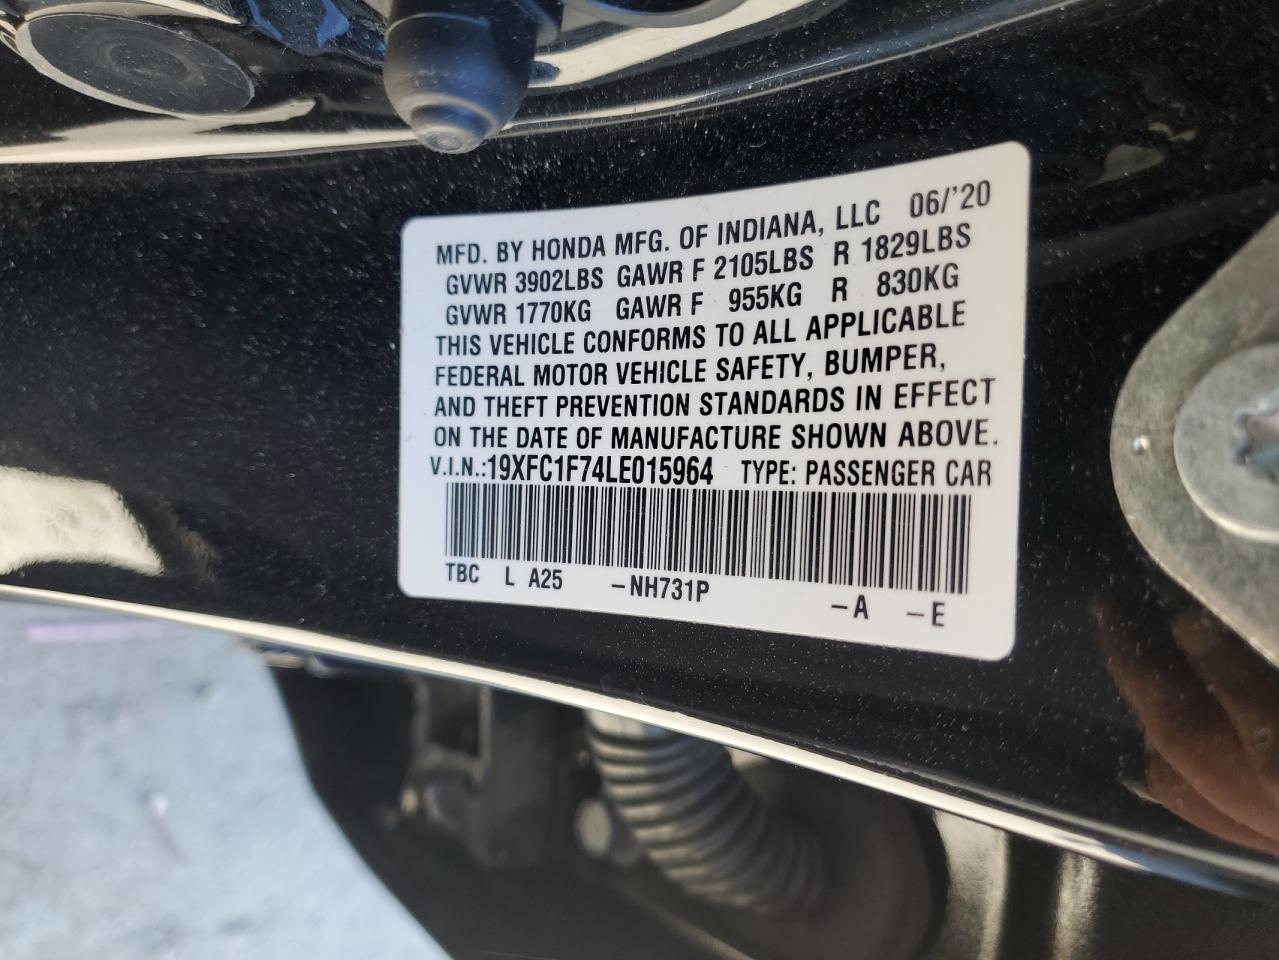 MFD. BY HONDA MFG. OF INDIANA, LLC 06/'20
GVWR 3902LBS GAWR F 2105LBS R 1829LBS
GVWR 1770KG GAWR F 955KG R 830KG
THIS VEHICLE CONFORMS TO ALL APPLICABLE
FEDERAL MOTOR VEHICLE SAFETY, BUMPER,
AND THEFT PREVENTION STANDARDS IN EFFECT
ON THE DATE OF MANUFACTURE SHOWN ABOVE.
V.I.N.:19XFC1F74LE015964 TYPE: PASSENGER CAR
TBC L A25 -NH731P -A -E